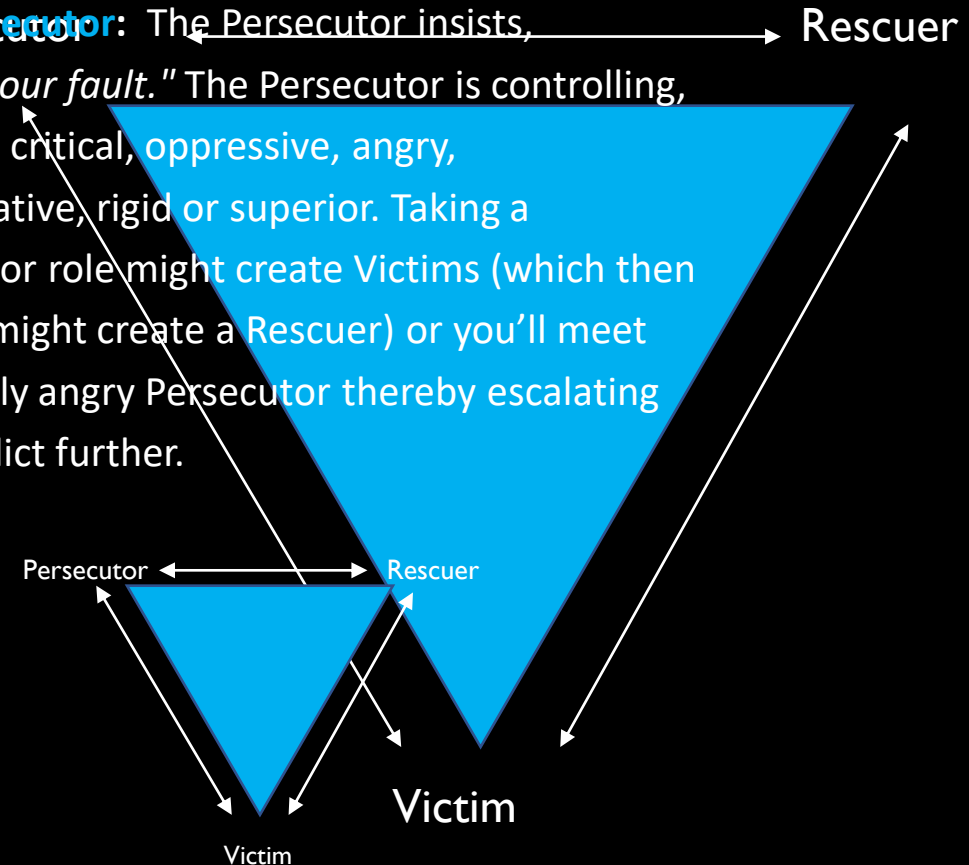 ecutor: The Persecutor insists,
cutor
Rescuer
our fault." The Persecutor is controlling,
critical, oppressive, angry,
ative, rigid or superior. Taking a
or role might create Victims (which then
might create a Rescuer) or you'll meet
ly angry Persecutor thereby escalating
lict further.
Persecutor
Rescuer
Victim
Victim